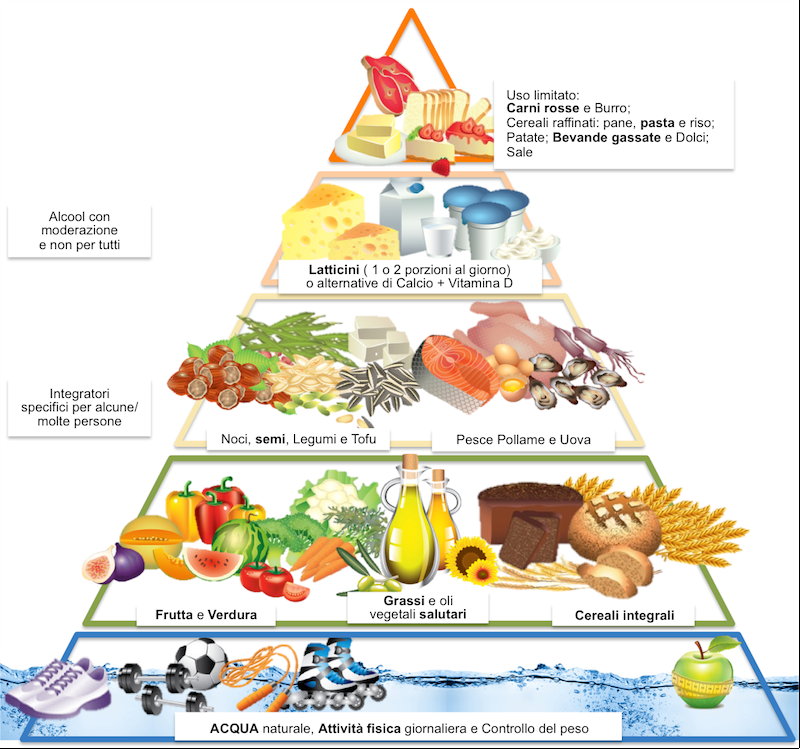 Uso limitato:
Carni rosse e Burro;
Cereali raffinati: pane, pasta e riso;
Patate; Bevande gassate e Dolci;
Sale
Alcool con
moderazione
e non per tutti
Latticini ( 1 o 2 porzioni al giorno)
o alternative di Calcio + Vitamina D
Integratori
specifici per alcune/
molte persone
Noci, semi, Legumi e Tofu
Pesce Pollame e Uova
Frutta e Verdura
Grassi e oli
vegetali salutari
Cereali integrali
ACQUA naturale, Attività fisica giornaliera e Controllo del peso